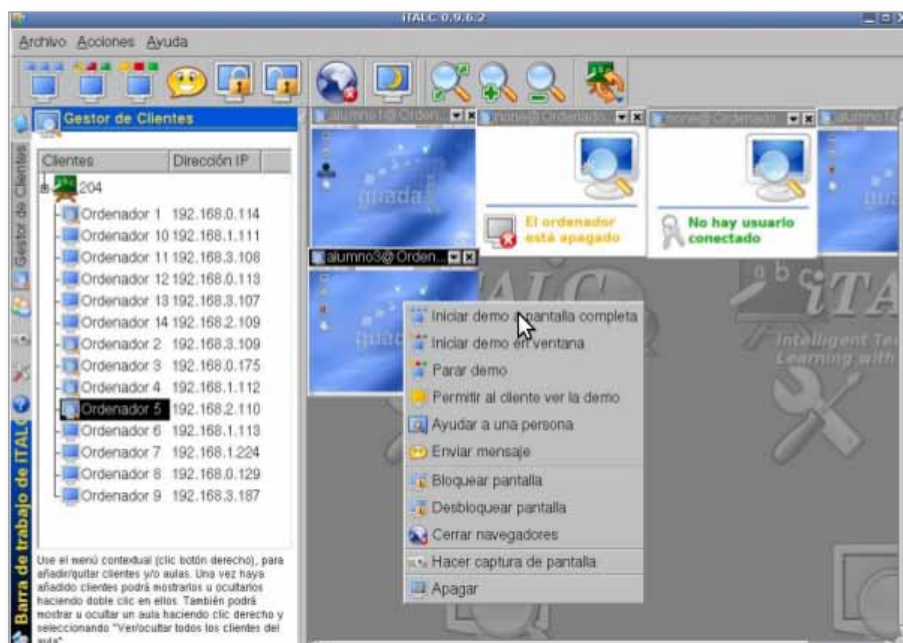 iTALC 0.9.6.2
Archivo Acciones Ayuda
Gestor de Clientes
Gestor de Clientes
Barra de trabajo de iTALC
Clientes Dirección IP
204
Ordenador 1 192.168.0.114
Ordenador 10 192.168.1.111
Ordenador 11 192.168.3.108
Ordenador 12 192.168.0.113
Ordenador 13 192.168.3.107
Ordenador 14 192.168.2.109
Ordenador 2 192.168.3.109
Ordenador 3 192.168.0.175
Ordenador 4 192.168.1.112
Ordenador 5 192.168.2.110
Ordenador 6 192.168.1.113
Ordenador 7 192.168.1.224
Ordenador 8 192.168.0.129
Ordenador 9 192.168.3.187
Use el menú contextual (clic botón derecho), para
añadir/quitar clientes y/o aulas. Una vez haya
añadido clientes podrá mostrarlos u ocultarlos
haciendo doble clic en ellos. También podrá
mostrar u ocultar un aula haciendo clic derecho y
seleccionando "Ver/ocultar todos los clientes del
aula"
alumno1@Orden...
none@Ordenado...
none@Ordenado...
guada
El ordenador
está apagado
No hay usuario
conectado
alumno3@Orden...
Iniciar demo a pantalla completa
Iniciar demo en ventana
Parar demo
Permitir al cliente ver la demo
Ayudar a una persona
Enviar mensaje
Bloquear pantalla
Desbloquear pantalla
Cerrar navegadores
Hacer captura de pantalla
Apagar
abc
iTA
Intelligent Te
Learning with